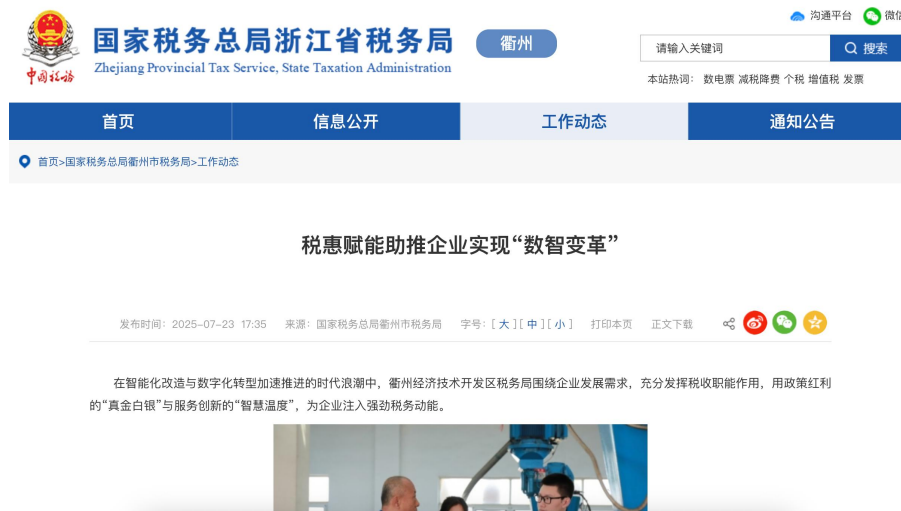 沟通平台 微信
国家税务总局浙江省税务局 衢州
Zhejiang Provincial Tax Service, State Taxation Administration
中国税务
请输入关键词 搜索
本站热词： 数电票 减税降费 个税 增值税 发票
首页 信息公开 工作动态 通知公告
首页>国家税务总局衢州市税务局>工作动态
税惠赋能助推企业实现“数智变革”
发布时间：2025-07-23 17:35 来源：国家税务总局衢州市税务局 字号：[ 大 ] [ 中 ] [ 小 ] 打印本页 正文下载
在智能化改造与数字化转型加速推进的时代浪潮中，衢州经济技术开发区税务局围绕企业发展需求，充分发挥税收职能作用，用政策红利
的“真金白银”与服务创新的“智慧温度”，为企业注入强劲税务动能。